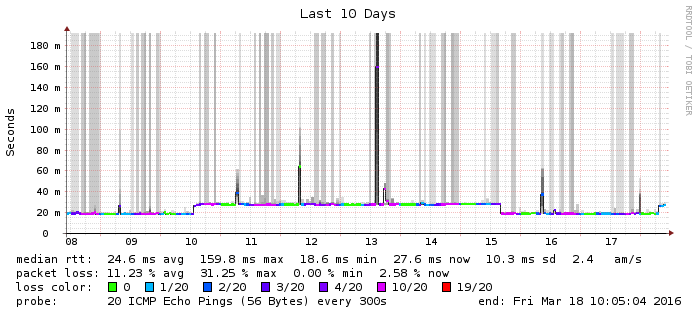 Last 10 Days
RRDTOOL / TOBI OETIKER
Seconds
180 m
160 m
140 m
120 m
100 m
80 m
60 m
40 m
20 m
0
08 09 10 11 12 13 14 15 16 17
median rtt: 24.6 ms avg 159.8 ms max 18.6 ms min 27.6 ms now 10.3 ms sd 2.4 am/s
packet loss: 11.23 % avg 31.25 % max 0.00 % min 2.58 % now
loss color: 0 1/20 2/20 3/20 4/20 10/20 19/20
probe: 20 ICMP Echo Pings (56 Bytes) every 300s end: Fri Mar 18 10:05:04 2016